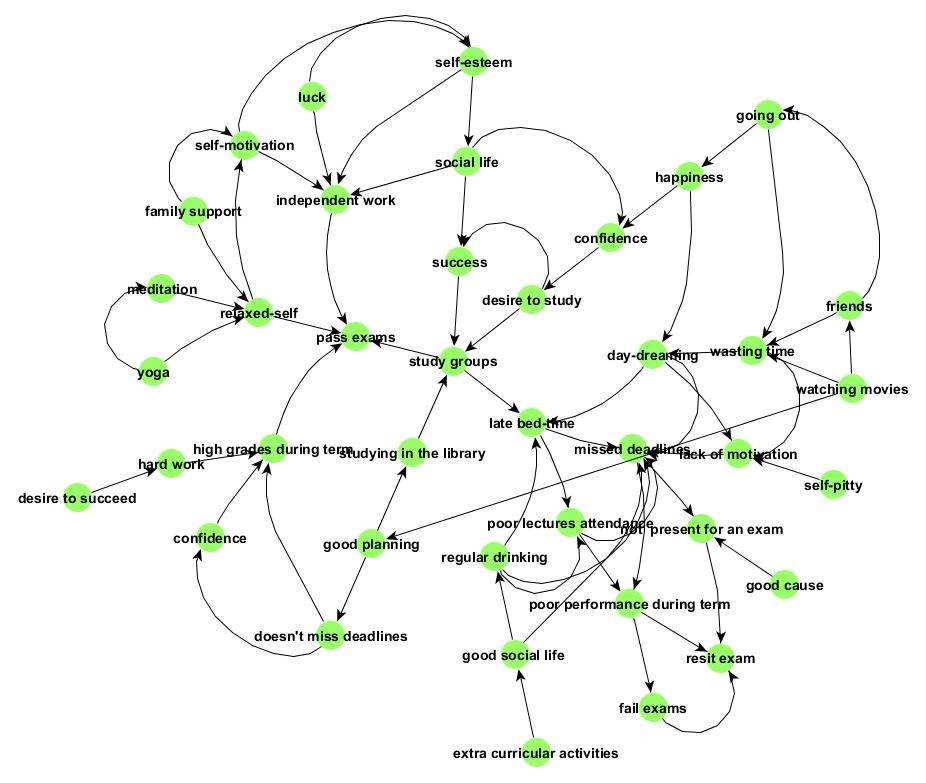 self-esteem
luck
going out
self-motivation
social life
happiness
independent work
family support
confidence
success
meditation
desire to study
friends
relaxed-self
pass exams
day-dreaming
wasting time
study groups
yoga
watching movies
late bed-time
high grades during term
studying in the library
missed deadlines
lack of motivation
hard work
desire to succeed
self-pitty
poor lectures attendance
not present for an exam
confidence
good planning
regular drinking
good cause
poor performance during term
doesn't miss deadlines
good social life
resit exam
fail exams
extra curricular activities